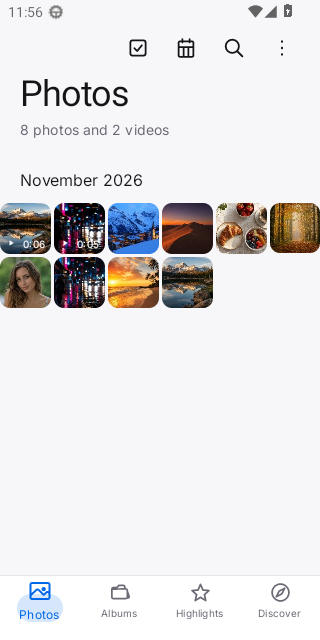 11:56
Photos
8 photos and 2 videos
November 2026
0:06
0:05
Photos
Albums
Highlights
Discover